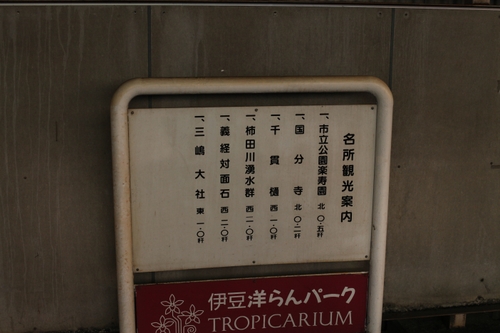 名所観光案内
一、市立公園楽寿園 北 〇・五粁
一、国分寺 北 〇・二粁
一、千貫樋 西 一・〇粁
一、柿田川湧水群 西 二・〇粁
一、義経対面石 西 二・〇粁
一、三嶋大社 東 一・〇粁
伊豆洋らんパーク
TROPICARIUM